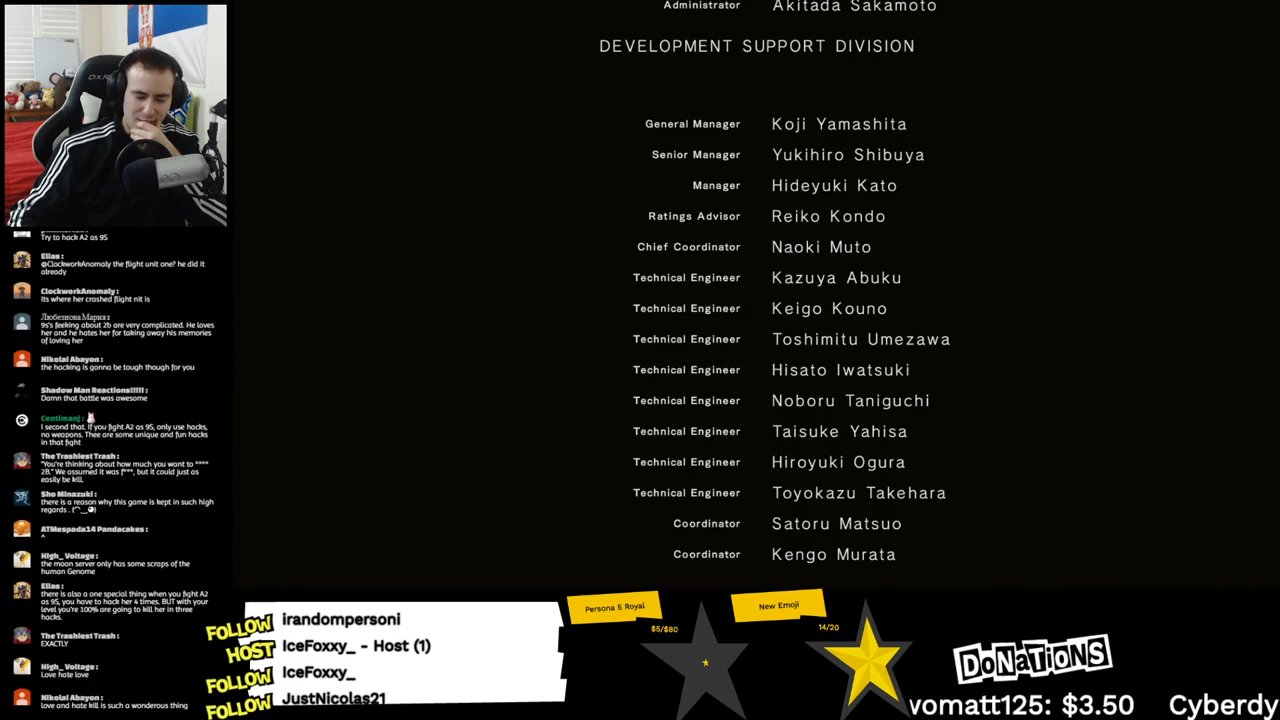 Administrator Akitada Sakamoto
DEVELOPMENT SUPPORT DIVISION
General Manager Koji Yamashita
Senior Manager Yukihiro Shibuya
Manager Hideyuki Kato
Ratings Advisor Reiko Kondo
Chief Coordinator Naoki Muto
Technical Engineer Kazuya Abuku
Technical Engineer Keigo Kouno
Technical Engineer Toshimitu Umezawa
Technical Engineer Hisato Iwatsuki
Technical Engineer Noboru Taniguchi
Technical Engineer Taisuke Yahisa
Technical Engineer Hiroyuki Ogura
Technical Engineer Toyokazu Takehara
Coordinator Satoru Matsuo
Coordinator Kengo Murata
DXR
Try to hack A2 as 9S
Elias :
@ClockworkAnomaly the flight unit one? he did it
already
ClockworkAnomaly :
its where her crashed flight nit is
Любезнова Мария :
9s's feeking about 2b are very complicated. He loves
her and he hates her for taking away his memories
of loving her
Nikolai Abayon :
the hacking is gonna be tough though for you
Shadow Man Reactions!!!!! :
Damn that battle was awesome
Centimanj :
I second that. If you fight A2 as 9S, only use hacks,
no weapons. There are some unique and fun hacks
in that fight
The Trashiest Trash :
"You're thinking about how much you want to ****
2B." We assumed it was f***, but it could just as
easily be kill.
Sho Minazuki :
there is a reason why this game is kept in such high
regards .
ATMespada14 Pandacakes :
^
High_Voltage :
the moon server only has some scraps of the
human Genome
Elias :
there is also a one special thing when you fight A2
as 9S, you have to hack her 4 times. BUT with your
level you're 100% are going to kill her in three
hacks.
The Trashiest Trash :
EXACTLY
High_Voltage :
Love hate love
Nikolai Abayon :
love and hate kill is such a wonderous thing
FOLLOW irandompersoni
HOST IceFoxxy_ - Host (1)
FOLLOW IceFoxxy_
FOLLOW JustNicolas21
Persona 5 Royal
$5/$80
New Emoji
14/20
DONATIONS
vomatt125: $3.50 Cyberdy